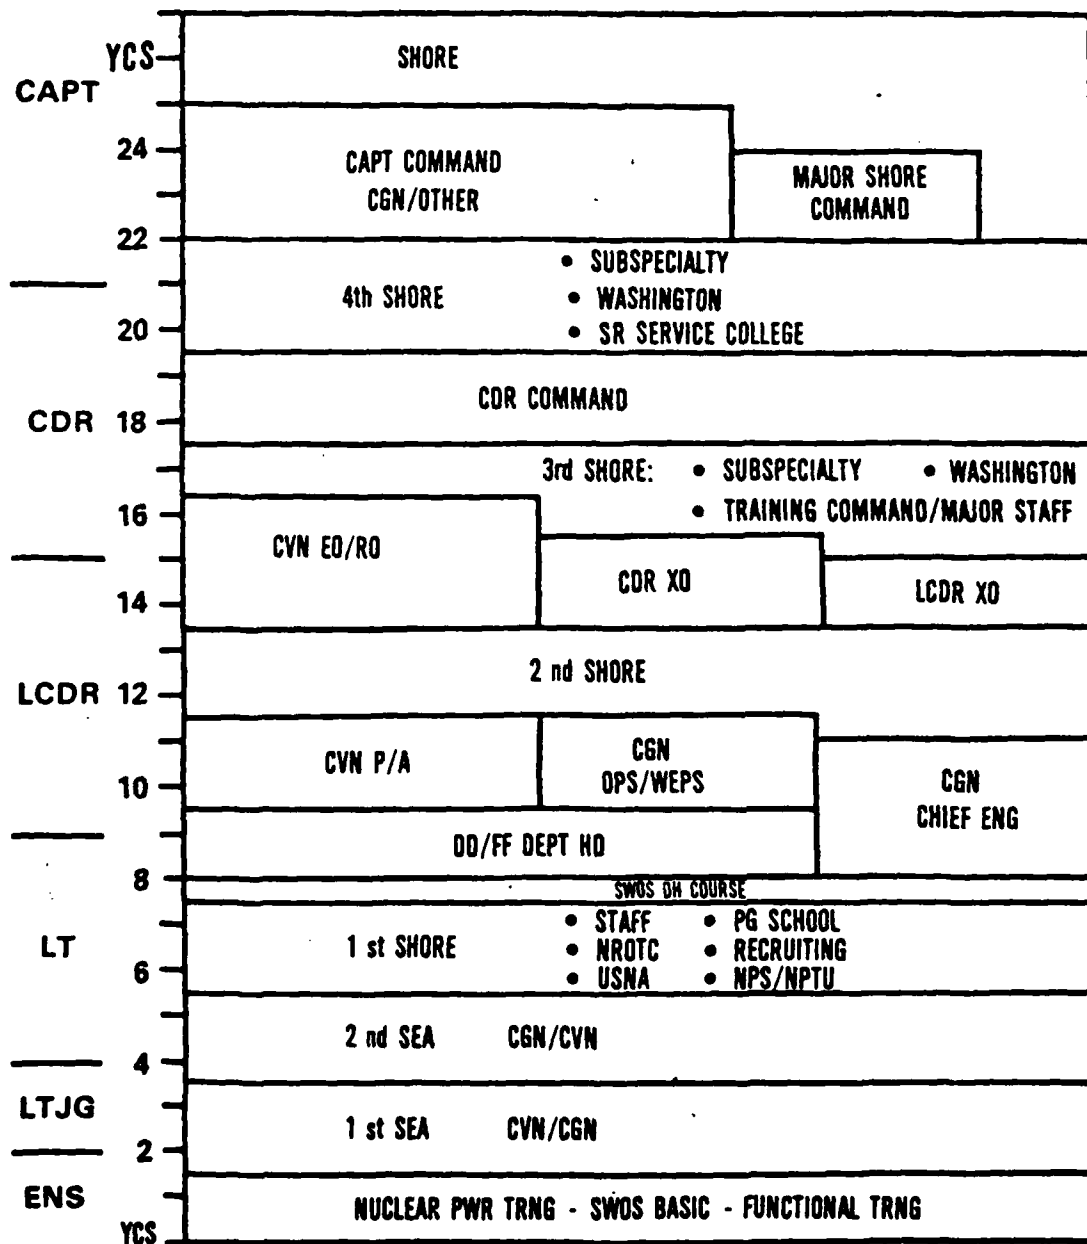 YCS
SHORE
CAPT
24
CAPT COMMAND
CGN/OTHER
MAJOR SHORE
COMMAND
22
• SUBSPECIALTY
4th SHORE
• WASHINGTON
20
• SR SERVICE COLLEGE
CDR COMMAND
CDR
18
3rd SHORE: • SUBSPECIALTY • WASHINGTON
• TRAINING COMMAND/MAJOR STAFF
16
CVN EO/RO
CDR XO
LCDR XO
14
2 nd SHORE
LCDR
12
CVN P/A
CGN
OPS/WEPS
CGN
CHIEF ENG
10
DD/FF DEPT HD
8
SWOS DH COURSE
• STAFF • PG SCHOOL
LT
1 st SHORE
• NROTC • RECRUITING
6
• USNA • NPS/NPTU
2 nd SEA CGN/CVN
4
LTJG
1 st SEA CVN/CGN
2
ENS
NUCLEAR PWR TRNG - SWOS BASIC - FUNCTIONAL TRNG
YCS